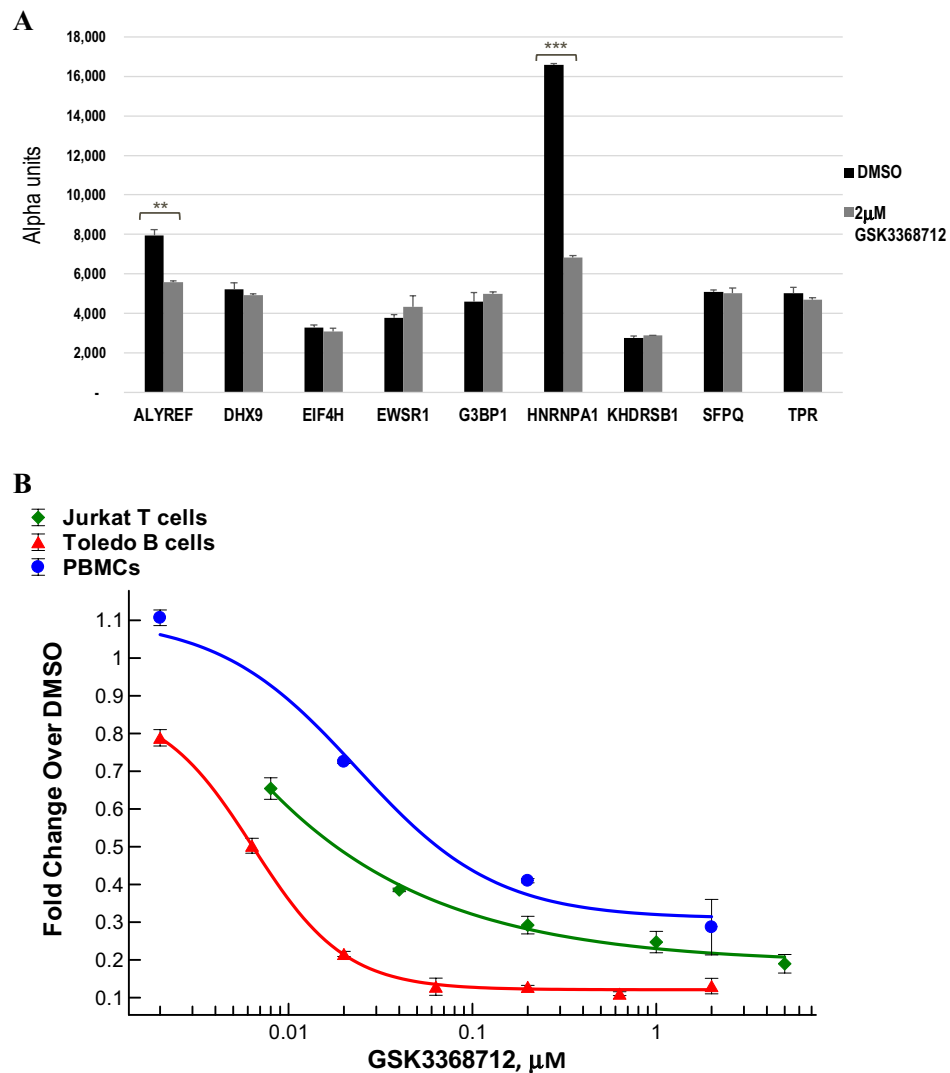 A
18,000
16,000
14,000
12,000
10,000
8,000
6,000
4,000
2,000
-
Alpha units
**
***
DMSO
2μM
GSK3368712
ALYREF DHX9 EIF4H EWSR1 G3BP1 HNRNPA1 KHDRSB1 SFPQ TPR
B
Jurkat T cells
Toledo B cells
PBMCs
Fold Change Over DMSO
1.1
1
0.9
0.8
0.7
0.6
0.5
0.4
0.3
0.2
0.1
0.01 0.1 1
GSK3368712, μM